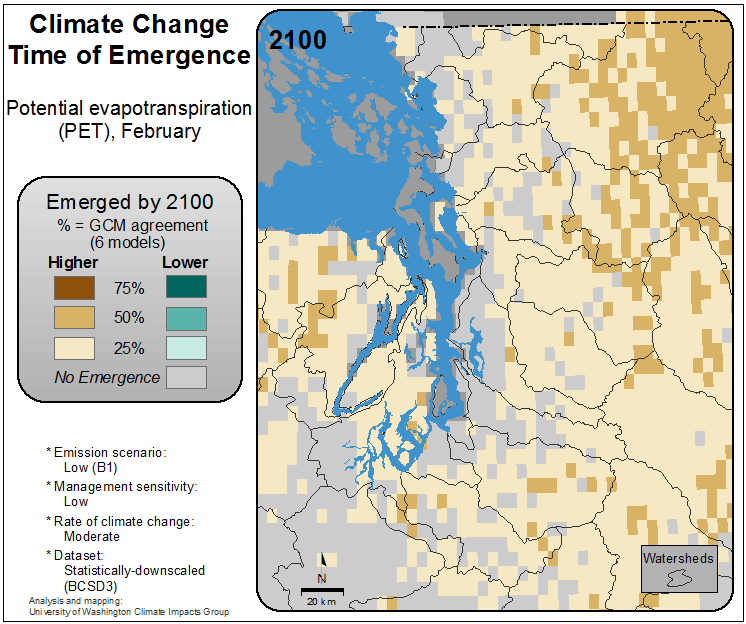 Climate Change
Time of Emergence
Potential evapotranspiration
(PET), February
Emerged by 2100
% = GCM agreement
(6 models)
Higher Lower
75%
50%
25%
No Emergence
* Emission scenario:
Low (B1)
* Management sensitivity:
Low
* Rate of climate change:
Moderate
* Dataset:
Statistically-downscaled
(BCSD3)
Analysis and mapping:
University of Washington Climate Impacts Group
2100
N
20 km
Watersheds